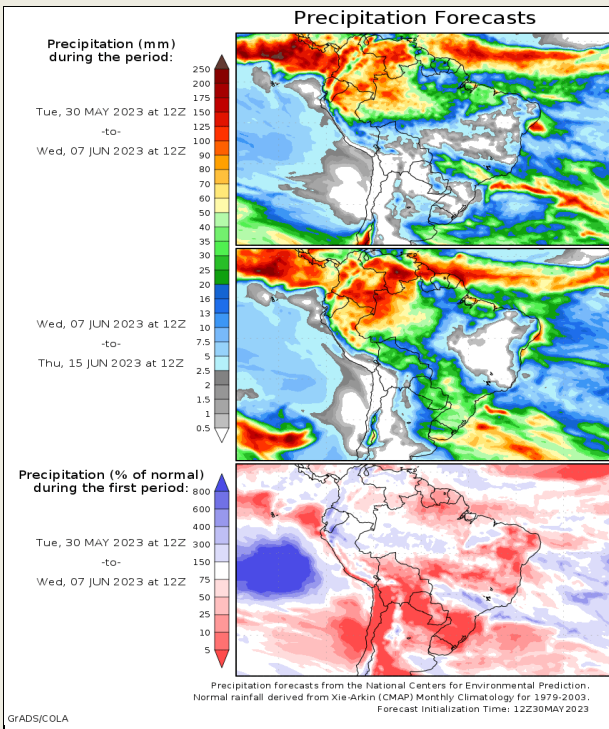 Precipitation Forecasts
Precipitation (mm)
during the period:
Tue, 30 MAY 2023 at 12Z
-to-
Wed, 07 JUN 2023 at 12Z
250
200
175
150
125
100
90
80
70
60
50
40
35
30
25
20
16
13
10
7.5
5
2.5
2
1.5
1
0.5
Wed, 07 JUN 2023 at 12Z
-to-
Thu, 15 JUN 2023 at 12Z
Precipitation (% of normal)
during the first period:
Tue, 30 MAY 2023 at 12Z
-to-
Wed, 07 JUN 2023 at 12Z
800
600
400
300
150
75
50
25
10
5
Precipitation forecasts from the National Centers for Environmental Prediction.
Normal rainfall derived from Xie-Arkin (CMAP) Monthly Climatology for 1979-2003.
Forecast Initialization Time: 12Z30MAY2023
GrADS/COLA